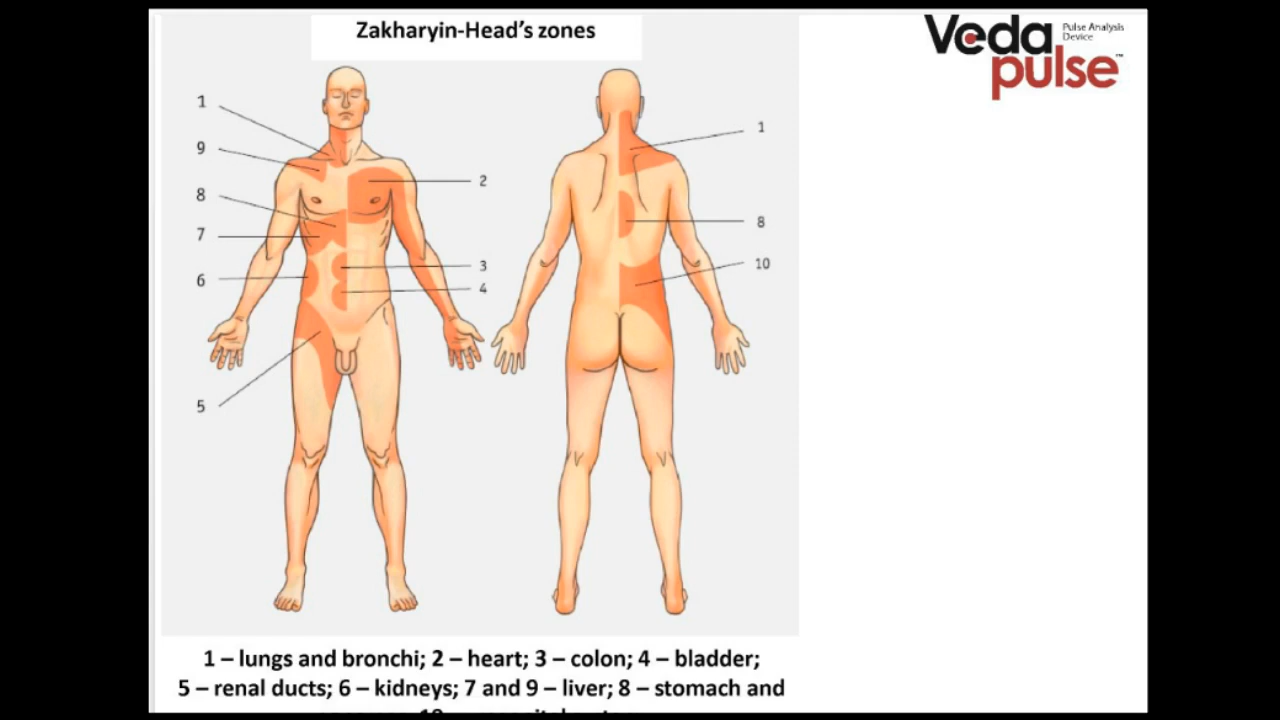 Zakharyin-Head's zones
Veda Pulse Analysis
Device
pulse™
1
9
8
7
6
5
2
3
4
1
8
10
1 – lungs and bronchi; 2 – heart; 3 – colon; 4 – bladder;
5 – renal ducts; 6 – kidneys; 7 and 9 – liver; 8 – stomach and